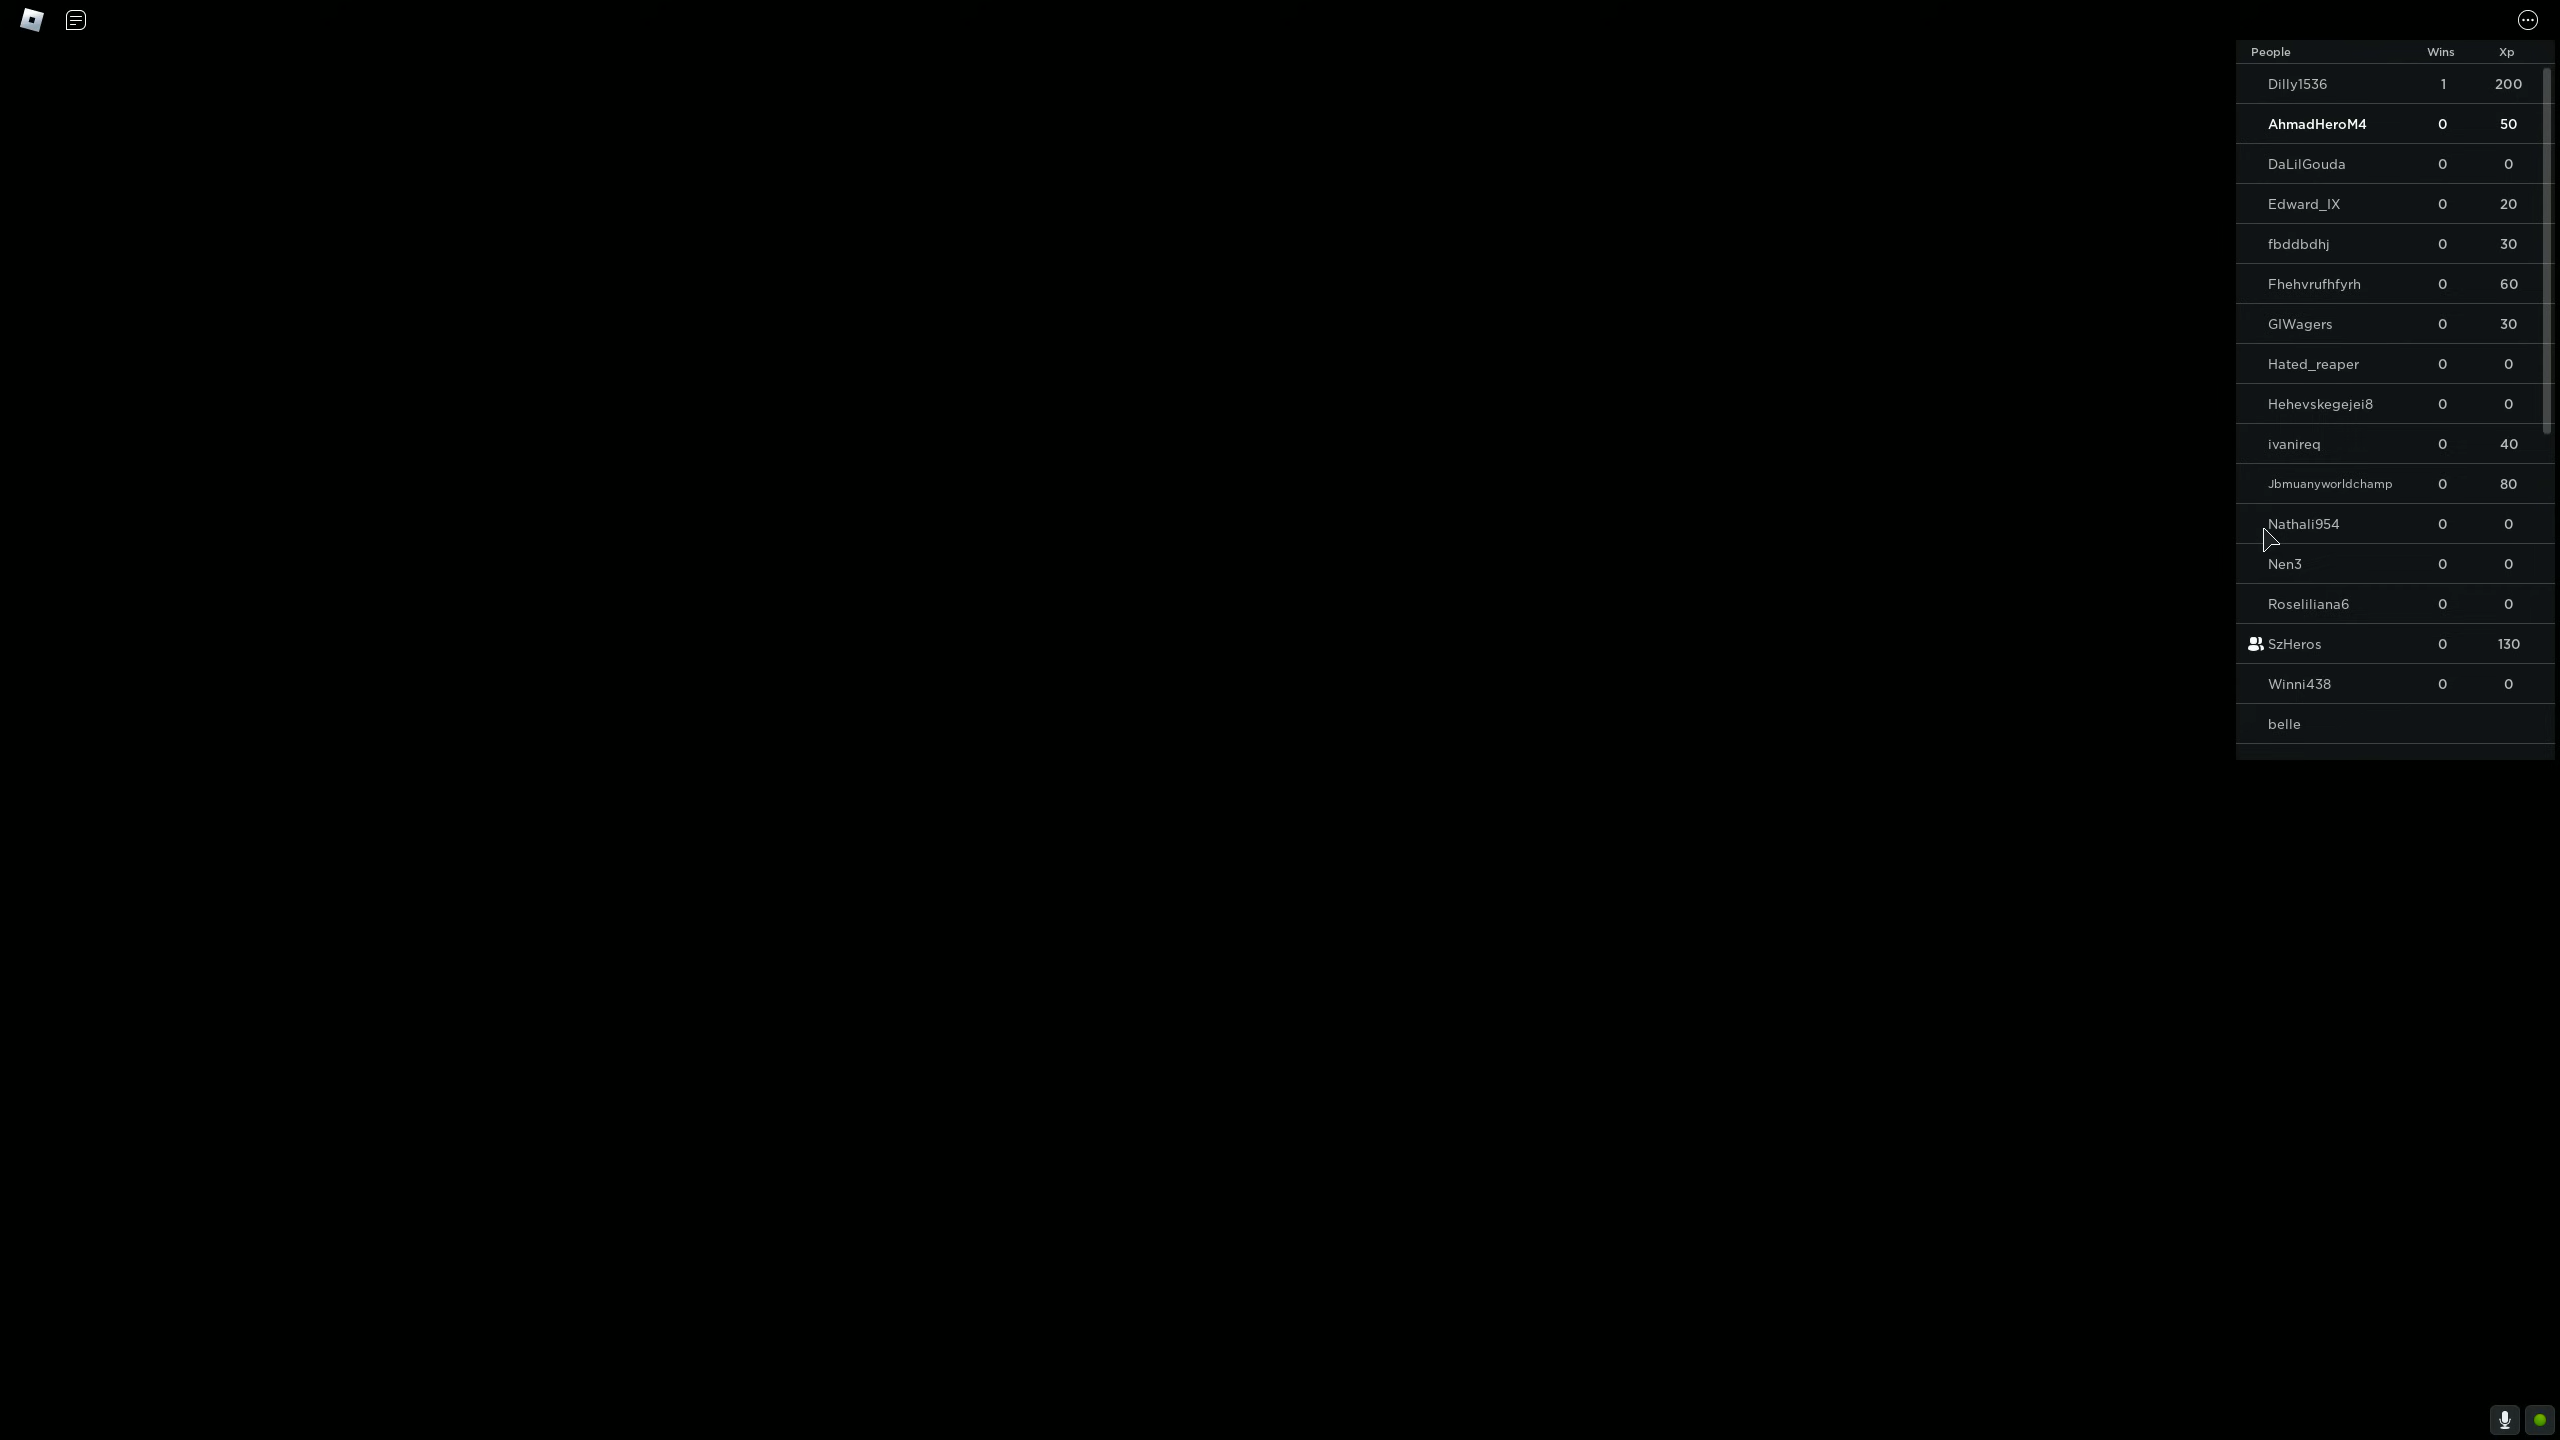 People Wins Xp
Dilly1536 1 200
AhmadHeroM4 0 50
DaLilGouda 0 0
Edward_IX 0 20
fbddbdhj 0 30
Fhehvrufhfyrh 0 60
GIWagers 0 30
Hated_reaper 0 0
Hehevskegejei8 0 0
ivanireq 0 40
Jbmuanyworldchamp 0 80
Nathali954 0 0
Nen3 0 0
Roseliliana6 0 0
SzHeros 0 130
Winni438 0 0
belle